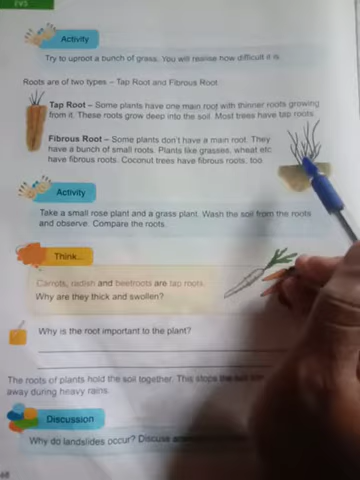 EVS
Activity
Try to uproot a bunch of grass. You will realise how difficult it is.
Roots are of two types – Tap Root and Fibrous Root.
Tap Root – Some plants have one main root with thinner roots growing
from it. These roots grow deep into the soil. Most trees have tap roots.
Fibrous Root – Some plants don't have a main root. They
have a bunch of small roots. Plants like grasses, wheat etc
have fibrous roots. Coconut trees have fibrous roots, too.
Activity
Take a small rose plant and a grass plant. Wash the soil from the roots
and observe. Compare the roots.
Think...
Carrots, radish and beetroots are tap roots.
Why are they thick and swollen?
Why is the root important to the plant?
The roots of plants hold the soil together. This stops the
away during heavy rains.
Discussion
Why do landslides occur? Discuss
68